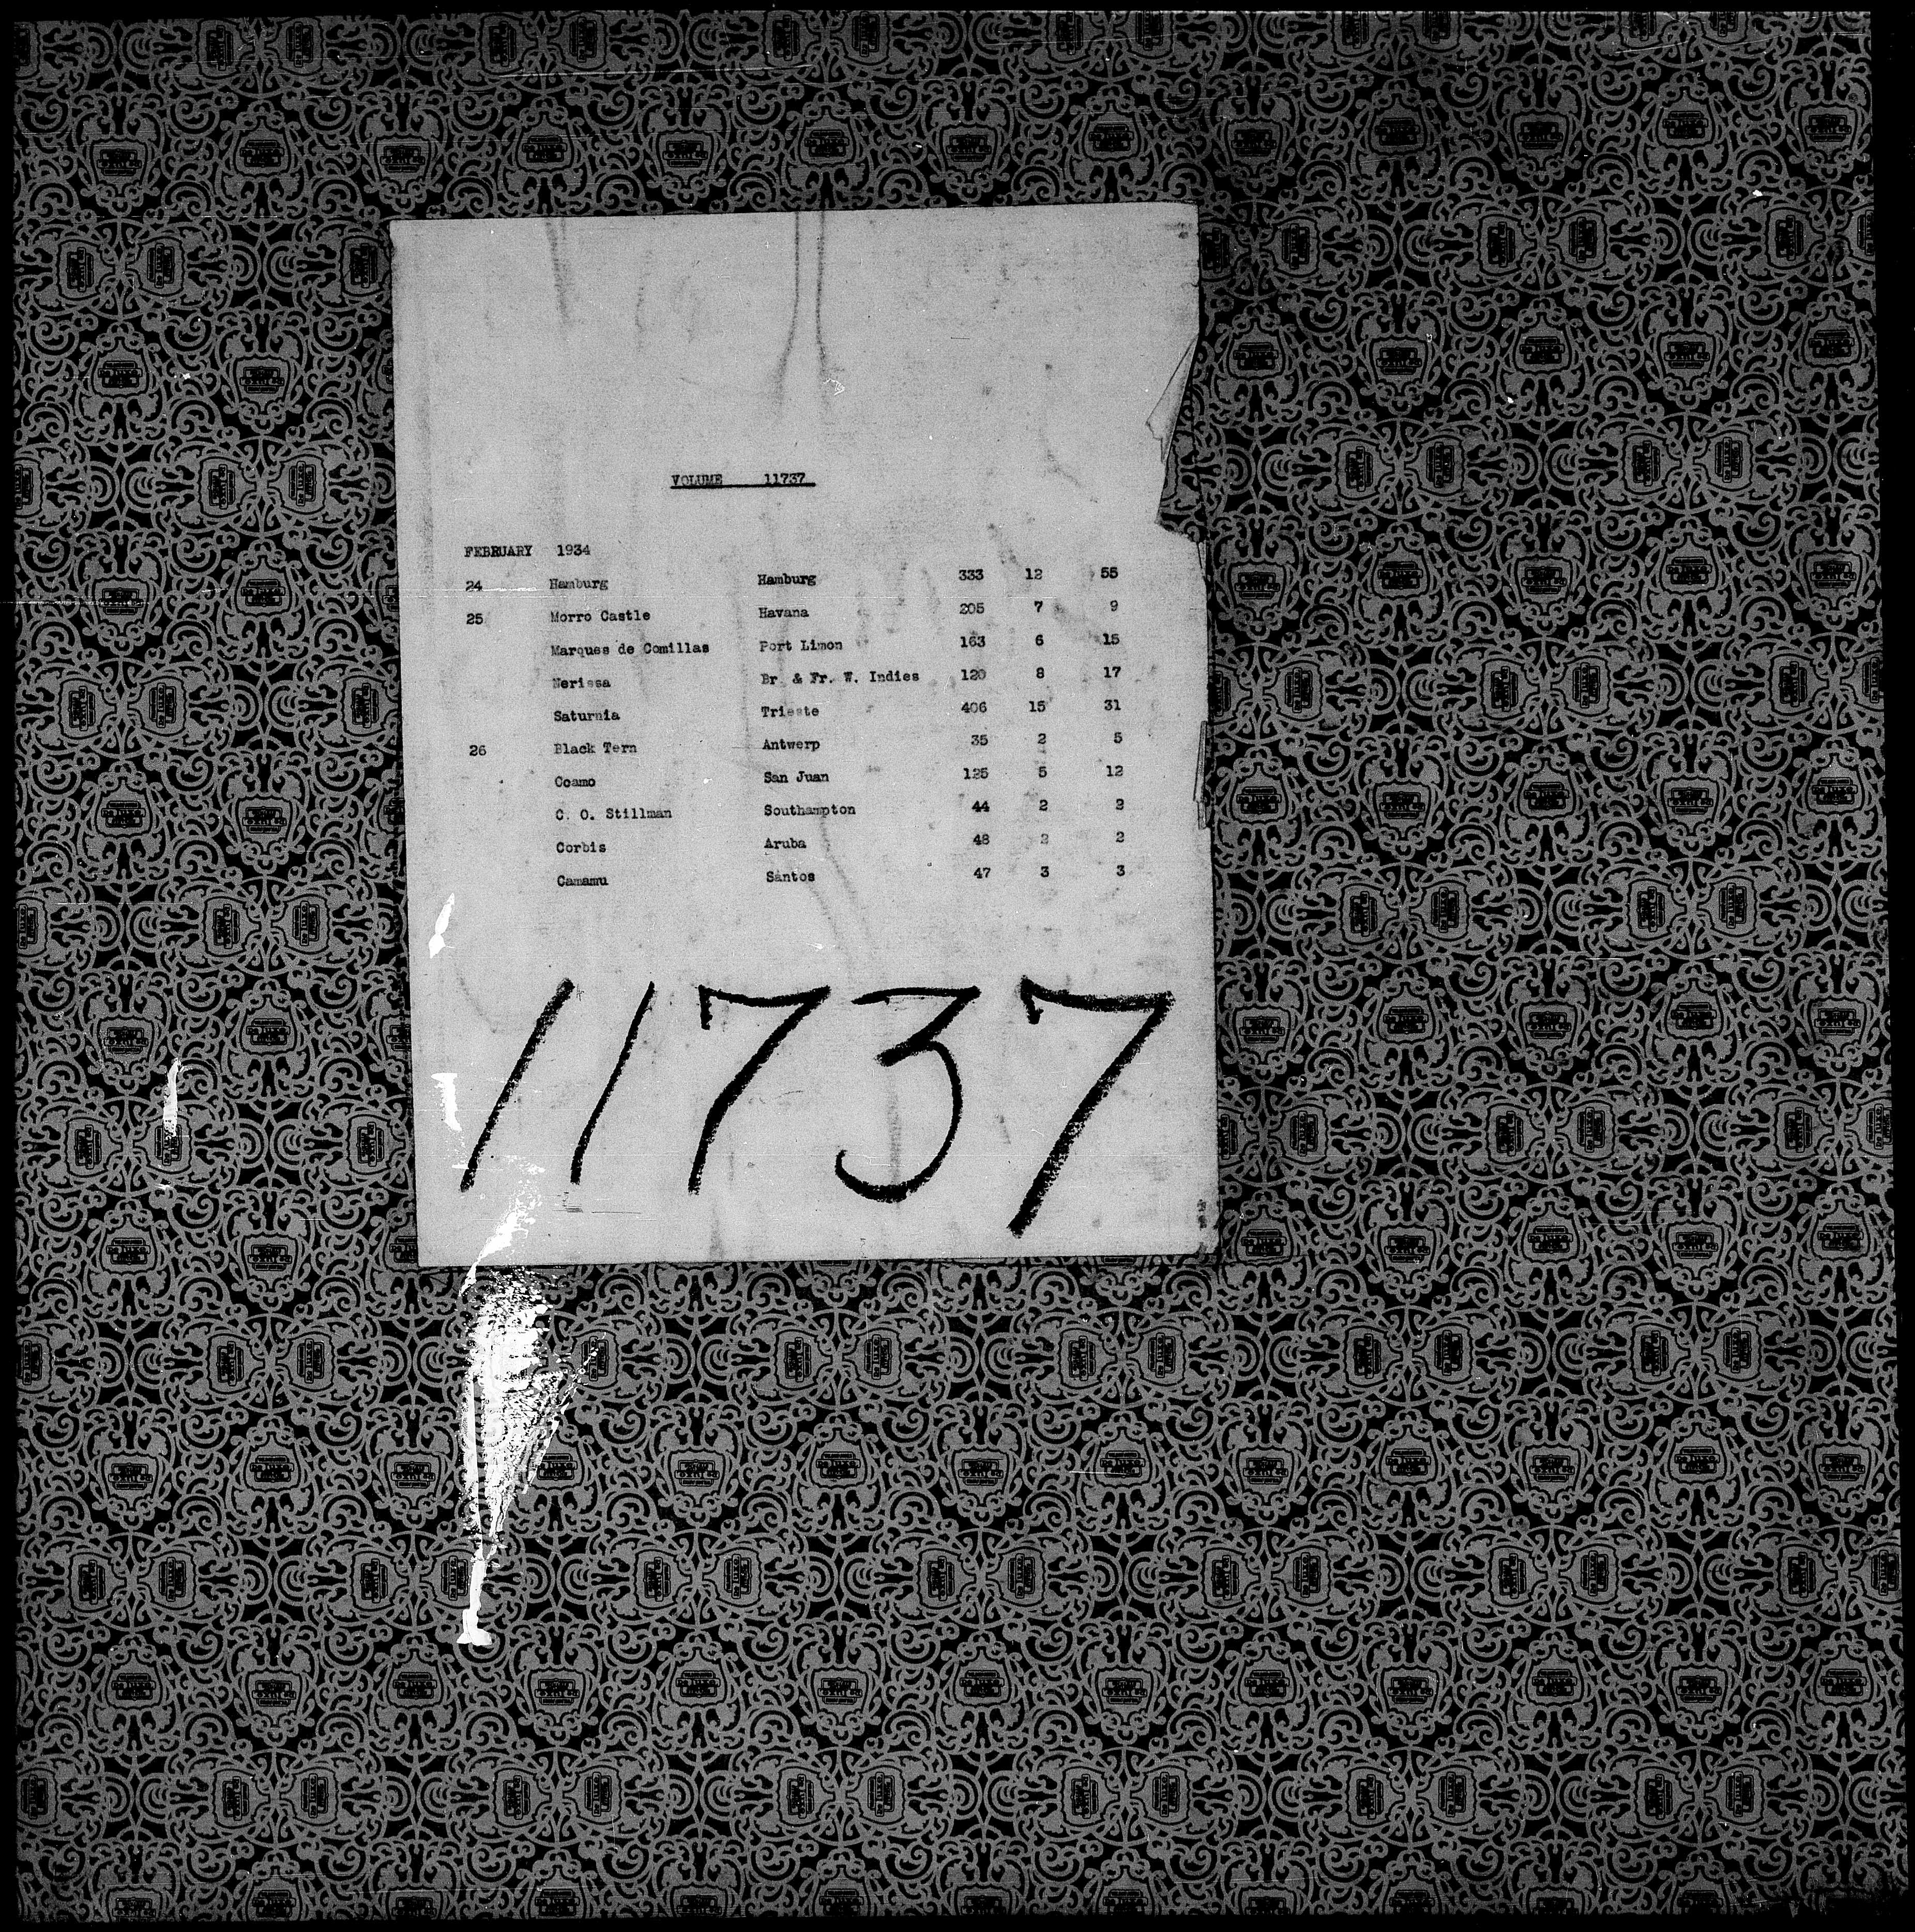 VOLUME 11737
FEBRUARY 1934
24 Hamburg Hamburg 333 12 55
25 Morro Castle Havana 205 7 9
Marques de Comillas Port Limon 163 6 15
Nerissa Br. & Fr. W. Indies 120 8 17
Saturnia Trieste 406 15 31
26 Black Tern Antwerp 35 2 5
Coamo San Juan 125 5 12
C. O. Stillman Southampton 44 2 2
Corbis Aruba 48 2 2
Camamu Santos 47 3 3
11737